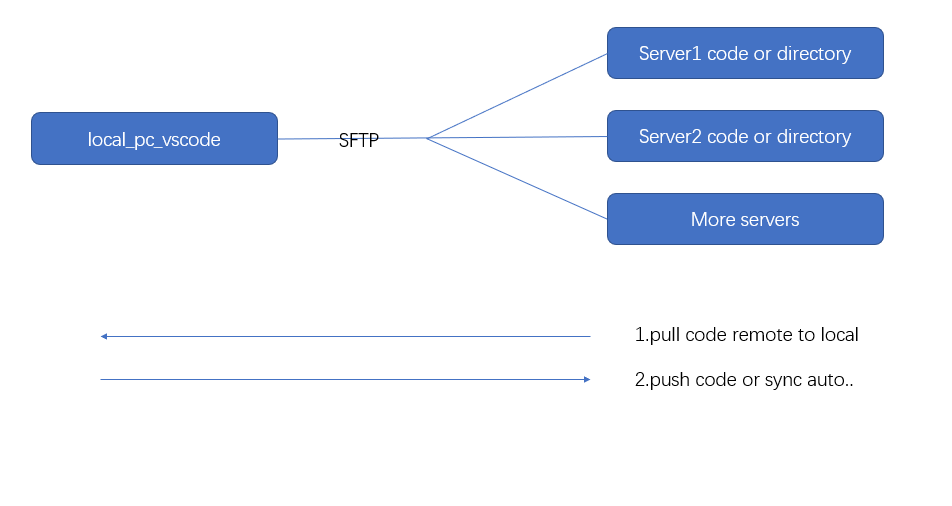 Server1 code or directory
local_pc_vscode
SFTP
Server2 code or directory
More servers
1.pull code remote to local
2.push code or sync auto..